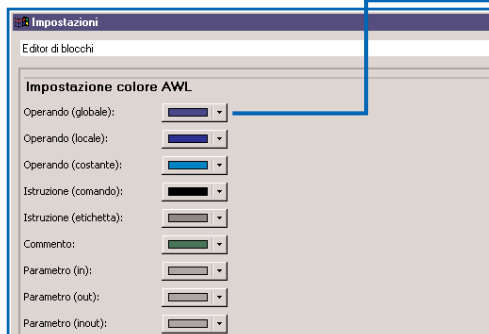 Impostazioni
Editor di blocchi
Impostazione colore AWL
Operando (globale):
Operando (locale):
Operando (costante):
Istruzione (comando):
Istruzione (etichetta):
Commento:
Parametro (in):
Parametro (out):
Parametro (inout):